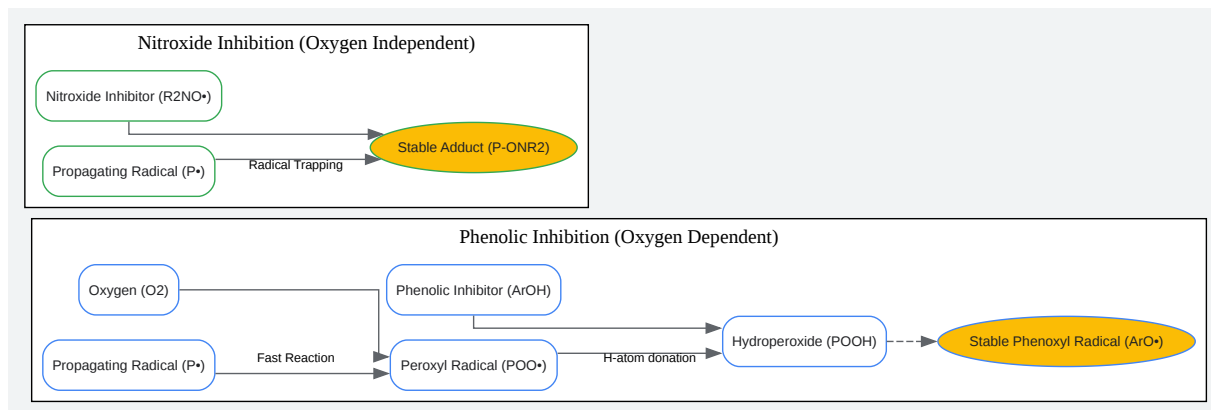 Nitroxide Inhibition (Oxygen Independent)
Nitroxide Inhibitor (R2NO•)
Stable Adduct (P-ONR2)
Propagating Radical (P•)
Radical Trapping
Phenolic Inhibition (Oxygen Dependent)
Oxygen (O2)
Phenolic Inhibitor (ArOH)
Propagating Radical (P•)
Fast Reaction
Peroxyl Radical (POO•)
H-atom donation
Hydroperoxide (POOH)
Stable Phenoxyl Radical (ArO•)